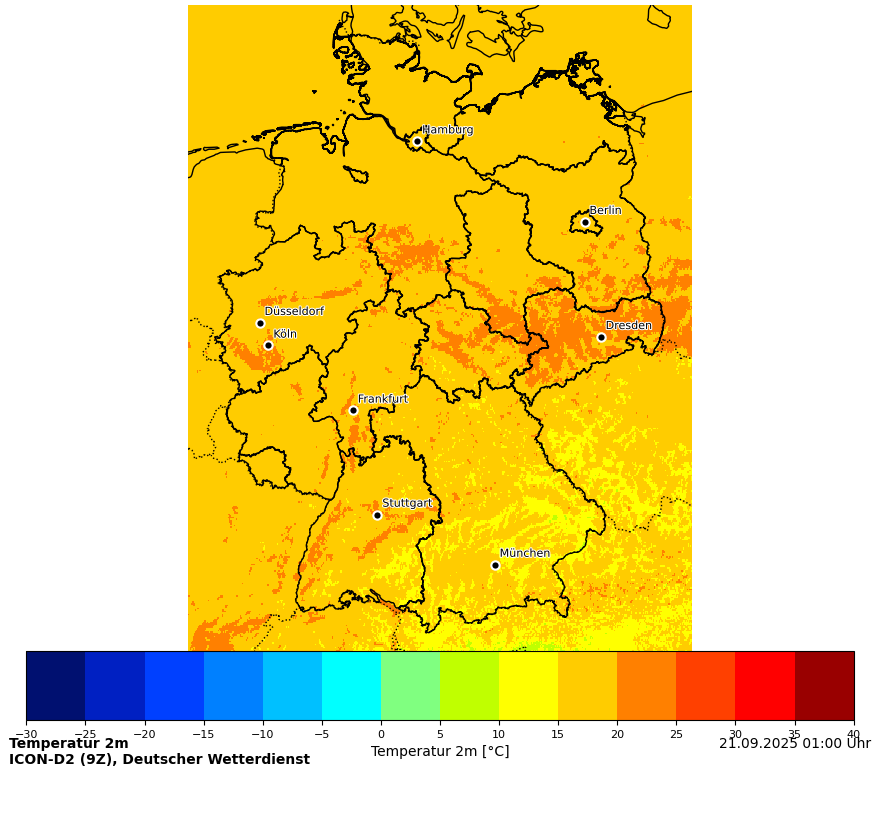 Hamburg
Berlin
Düsseldorf
Dresden
Köln
Frankfurt
Stuttgart
München
−30 −25 −20 −15 −10 −5 0 5 10 15 20 25 30 35 40
Temperatur 2m
21.09.2025 01:00 Uhr
Temperatur 2m [°C]
ICON-D2 (9Z), Deutscher Wetterdienst